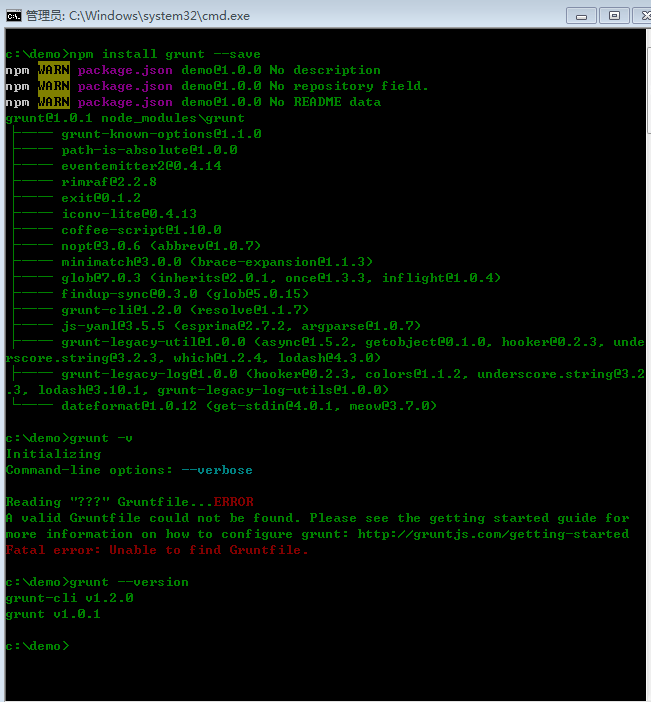 管理员: C:\Windows\system32\cmd.exe
c:\demo>npm install grunt --save
npm WARN package.json demo@1.0.0 No description
npm WARN package.json demo@1.0.0 No repository field.
npm WARN package.json demo@1.0.0 No README data
grunt@1.0.1 node_modules\grunt
├── grunt-known-options@1.1.0
├── path-is-absolute@1.0.0
├── eventemitter2@0.4.14
├── rimraf@2.2.8
├── exit@0.1.2
├── iconv-lite@0.4.13
├── coffee-script@1.10.0
├── nopt@3.0.6 (abbrev@1.0.7)
├── minimatch@3.0.0 (brace-expansion@1.1.3)
├── glob@7.0.3 (inherits@2.0.1, once@1.3.3, inflight@1.0.4)
├── findup-sync@0.3.0 (glob@5.0.15)
├── grunt-cli@1.2.0 (resolve@1.1.7)
├── js-yaml@3.5.5 (esprima@2.7.2, argparse@1.0.7)
├── grunt-legacy-util@1.0.0 (async@1.5.2, getobject@0.1.0, hooker@0.2.3, unde
rscore.string@3.2.3, which@1.2.4, lodash@4.3.0)
├── grunt-legacy-log@1.0.0 (hooker@0.2.3, colors@1.1.2, underscore.string@3.2
.3, lodash@3.10.1, grunt-legacy-log-utils@1.0.0)
└── dateformat@1.0.12 (get-stdin@4.0.1, meow@3.7.0)
c:\demo>grunt -v
Initializing
Command-line options: --verbose
Reading "???" Gruntfile...ERROR
A valid Gruntfile could not be found. Please see the getting started guide for
more information on how to configure grunt: http://gruntjs.com/getting-started
Fatal error: Unable to find Gruntfile.
c:\demo>grunt --version
grunt-cli v1.2.0
grunt v1.0.1
c:\demo>